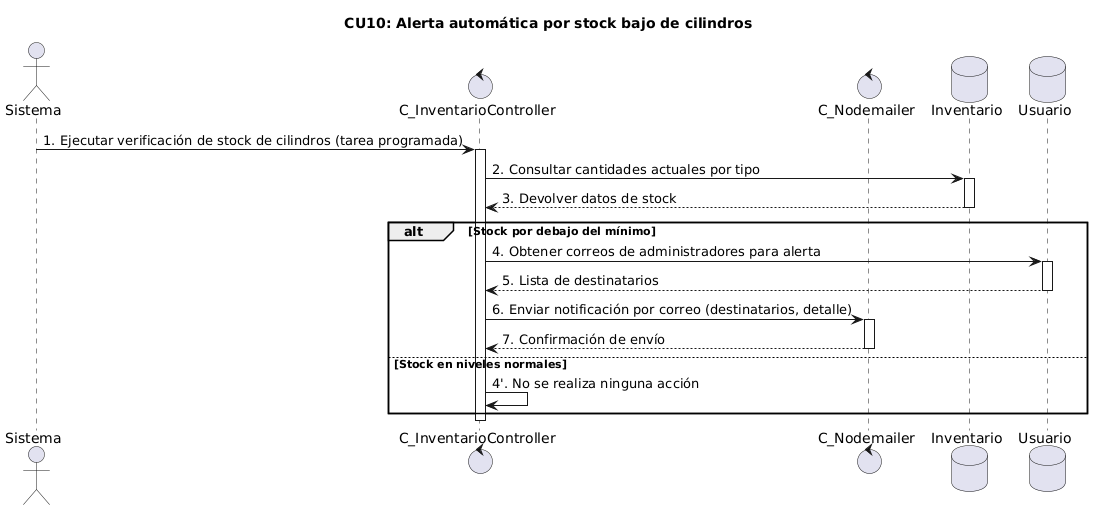 CU10: Alerta automática por stock bajo de cilindros
Sistema
C_InventarioController
C_Nodemailer
Inventario
Usuario
1. Ejecutar verificación de stock de cilindros (tarea programada)
2. Consultar cantidades actuales por tipo
3. Devolver datos de stock
alt
[Stock por debajo del mínimo]
4. Obtener correos de administradores para alerta
5. Lista de destinatarios
6. Enviar notificación por correo (destinatarios, detalle)
7. Confirmación de envío
[Stock en niveles normales]
4'. No se realiza ninguna acción
Sistema
C_InventarioController
C_Nodemailer
Inventario
Usuario